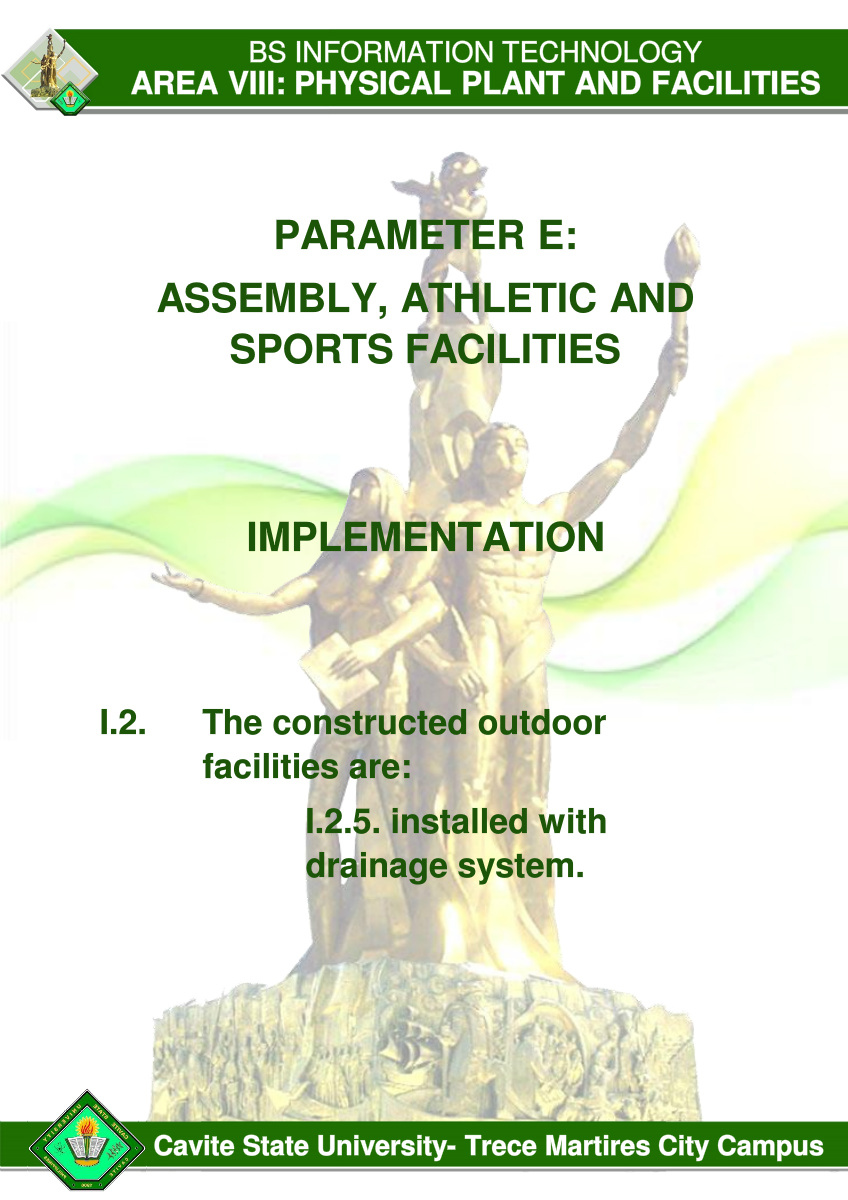 BS INFORMATION TECHNOLOGY
AREA VIII: PHYSICAL PLANT AND FACILITIES
PARAMETER E:
ASSEMBLY, ATHLETIC AND
SPORTS FACILITIES
IMPLEMENTATION
I.2. The constructed outdoor
facilities are:
I.2.5. installed with
drainage system.
Cavite State University- Trece Martires City Campus